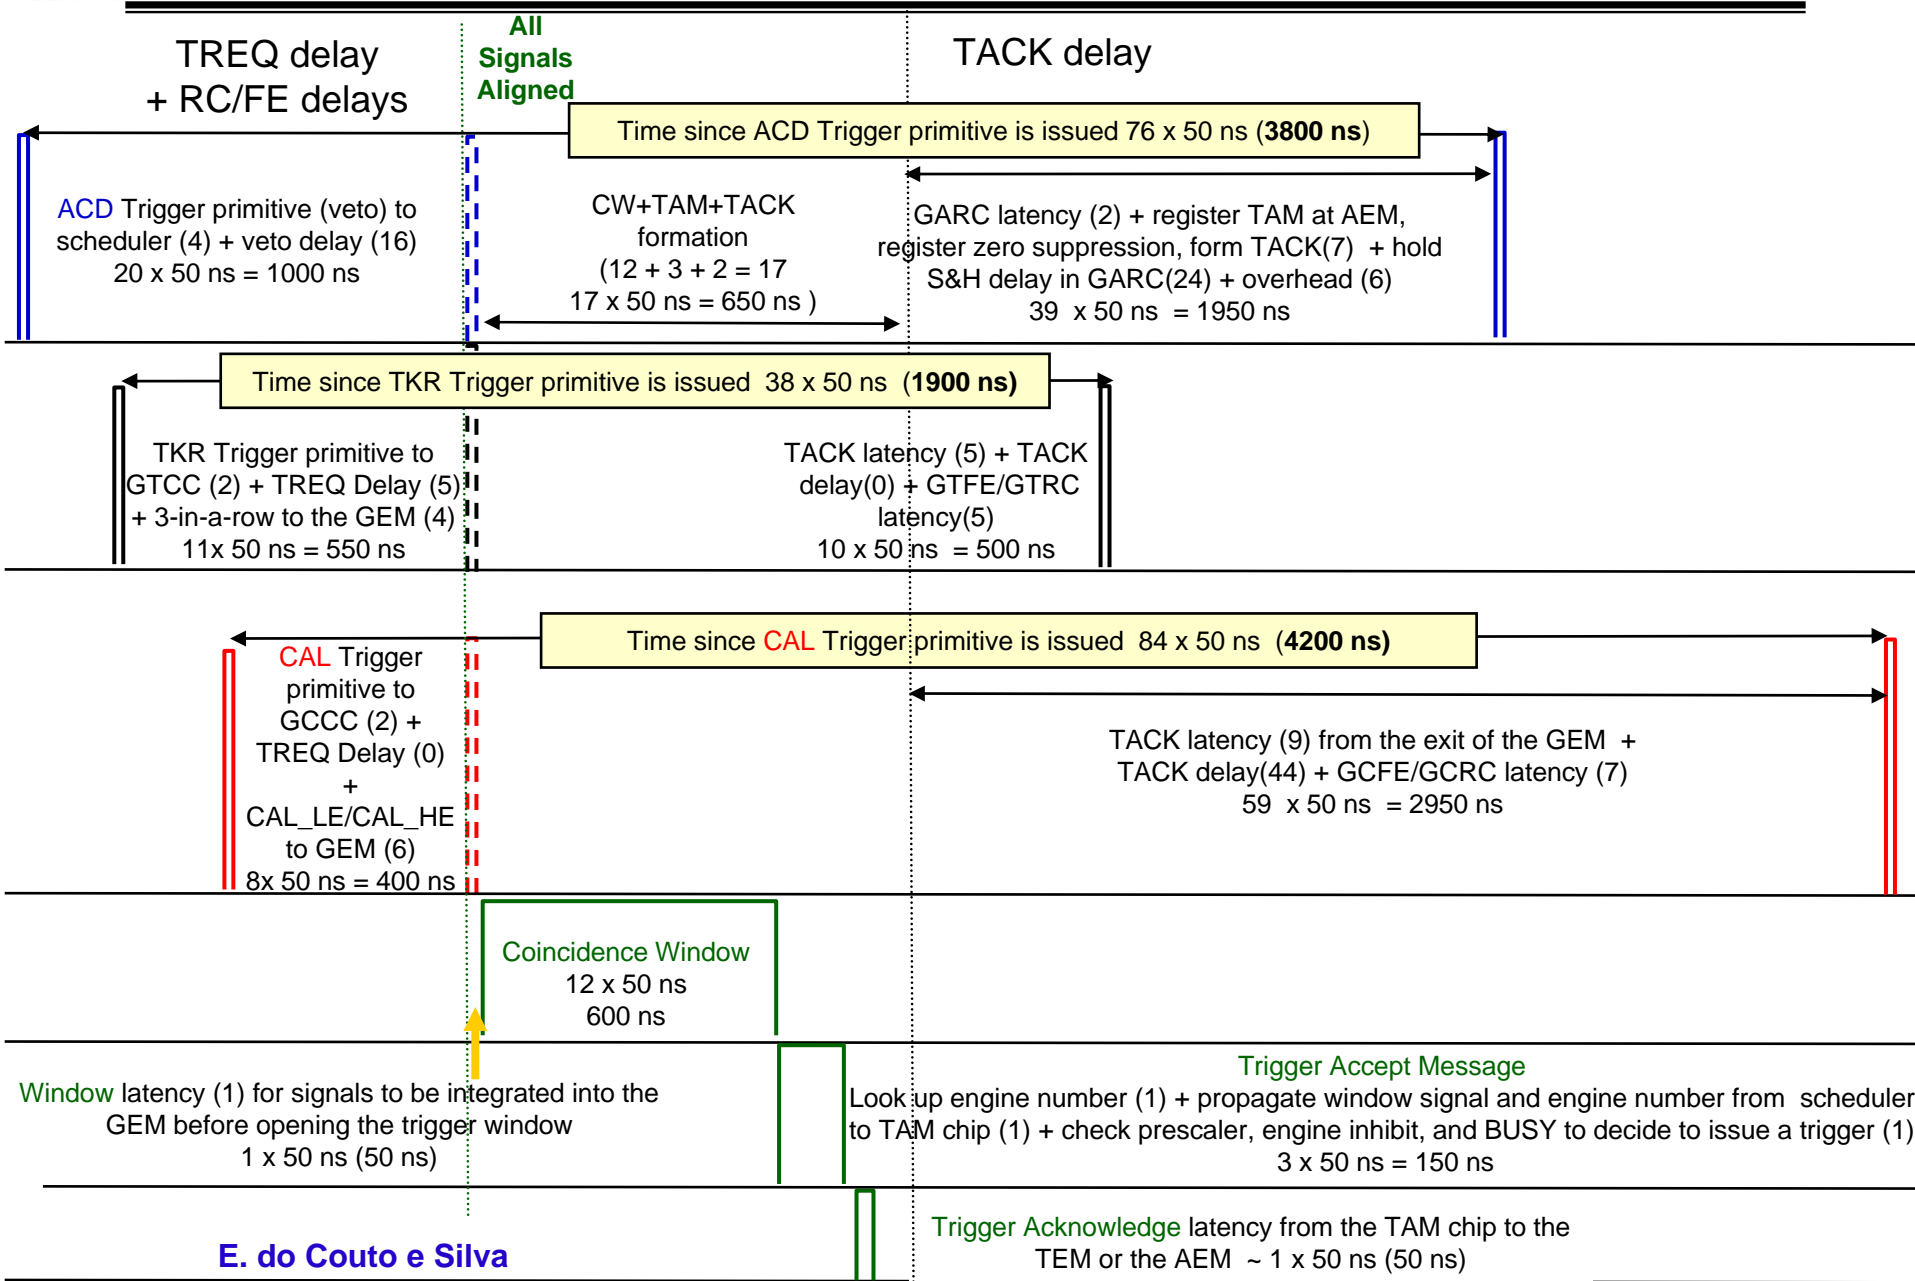 TREQ delay
+ RC/FE delays
All
Signals
Aligned
TACK delay
Time since ACD Trigger primitive is issued 76 x 50 ns (3800 ns)
ACD Trigger primitive (veto) to
scheduler (4) + veto delay (16)
20 x 50 ns = 1000 ns
CW+TAM+TACK
formation
(12 + 3 + 2 = 17
17 x 50 ns = 650 ns )
GARC latency (2) + register TAM at AEM,
register zero suppression, form TACK(7) + hold
S&H delay in GARC(24) + overhead (6)
39 x 50 ns = 1950 ns
Time since TKR Trigger primitive is issued 38 x 50 ns (1900 ns)
TKR Trigger primitive to
GTCC (2) + TREQ Delay (5)
+ 3-in-a-row to the GEM (4)
11x 50 ns = 550 ns
TACK latency (5) + TACK
delay(0) + GTFE/GTRC
latency(5)
10 x 50 ns = 500 ns
Time since CAL Trigger primitive is issued 84 x 50 ns (4200 ns)
CAL Trigger
primitive to
GCCC (2) +
TREQ Delay (0)
+
CAL_LE/CAL_HE
to GEM (6)
8x 50 ns = 400 ns
TACK latency (9) from the exit of the GEM +
TACK delay(44) + GCFE/GCRC latency (7)
59 x 50 ns = 2950 ns
Coincidence Window
12 x 50 ns
600 ns
Window latency (1) for signals to be integrated into the
GEM before opening the trigger window
1 x 50 ns (50 ns)
Trigger Accept Message
Look up engine number (1) + propagate window signal and engine number from scheduler
to TAM chip (1) + check prescaler, engine inhibit, and BUSY to decide to issue a trigger (1)
3 x 50 ns = 150 ns
Trigger Acknowledge latency from the TAM chip to the
TEM or the AEM ~ 1 x 50 ns (50 ns)
E. do Couto e Silva